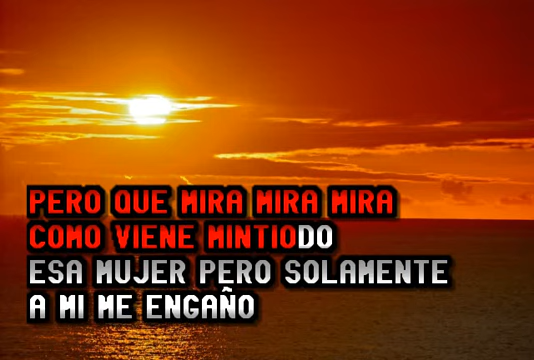 PERO QUE MIRA MIRA MIRA
COMO VIENE MINTIODO
ESA MUJER PERO SOLAMENTE
A MI ME ENGAÑO